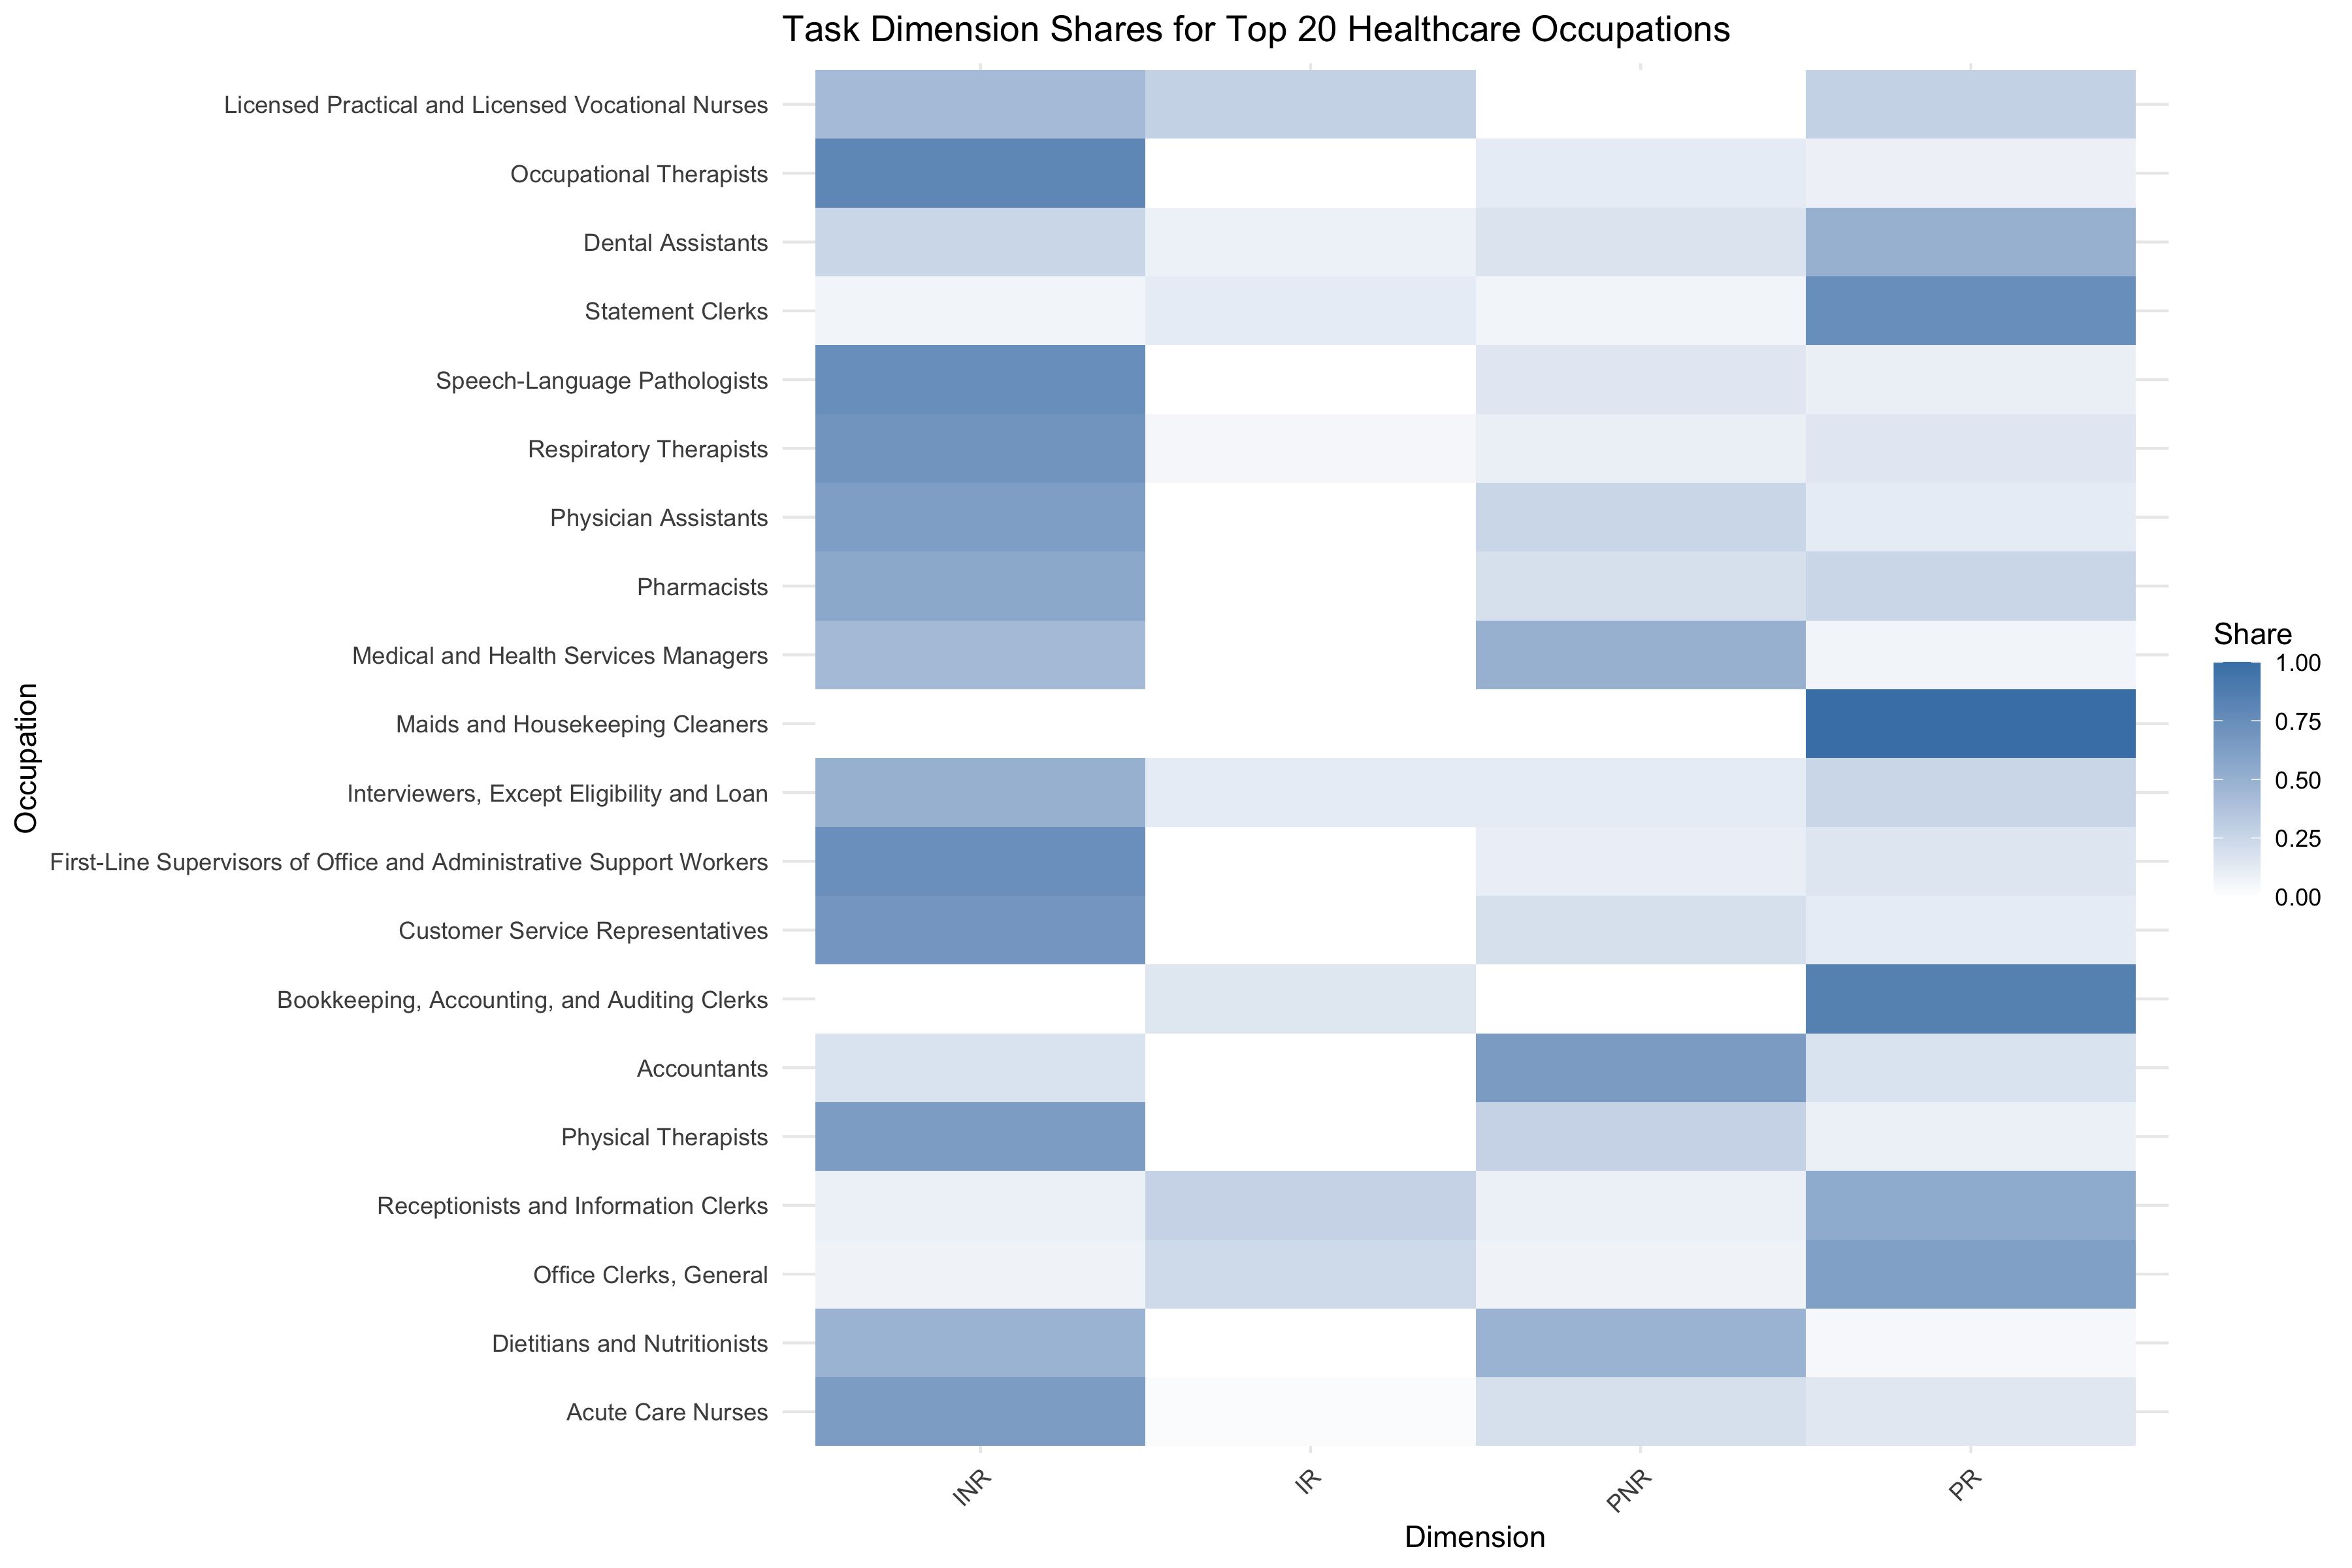 Task Dimension Shares for Top 20 Healthcare Occupations
Licensed Practical and Licensed Vocational Nurses
Occupational Therapists
Dental Assistants
Statement Clerks
Speech-Language Pathologists
Respiratory Therapists
Physician Assistants
Pharmacists
Medical and Health Services Managers
Maids and Housekeeping Cleaners
Interviewers, Except Eligibility and Loan
First-Line Supervisors of Office and Administrative Support Workers
Customer Service Representatives
Bookkeeping, Accounting, and Auditing Clerks
Accountants
Physical Therapists
Receptionists and Information Clerks
Office Clerks, General
Dietitians and Nutritionists
Acute Care Nurses
Occupation
INR
IR
PNR
PR
Dimension
Share
1.00
0.75
0.50
0.25
0.00